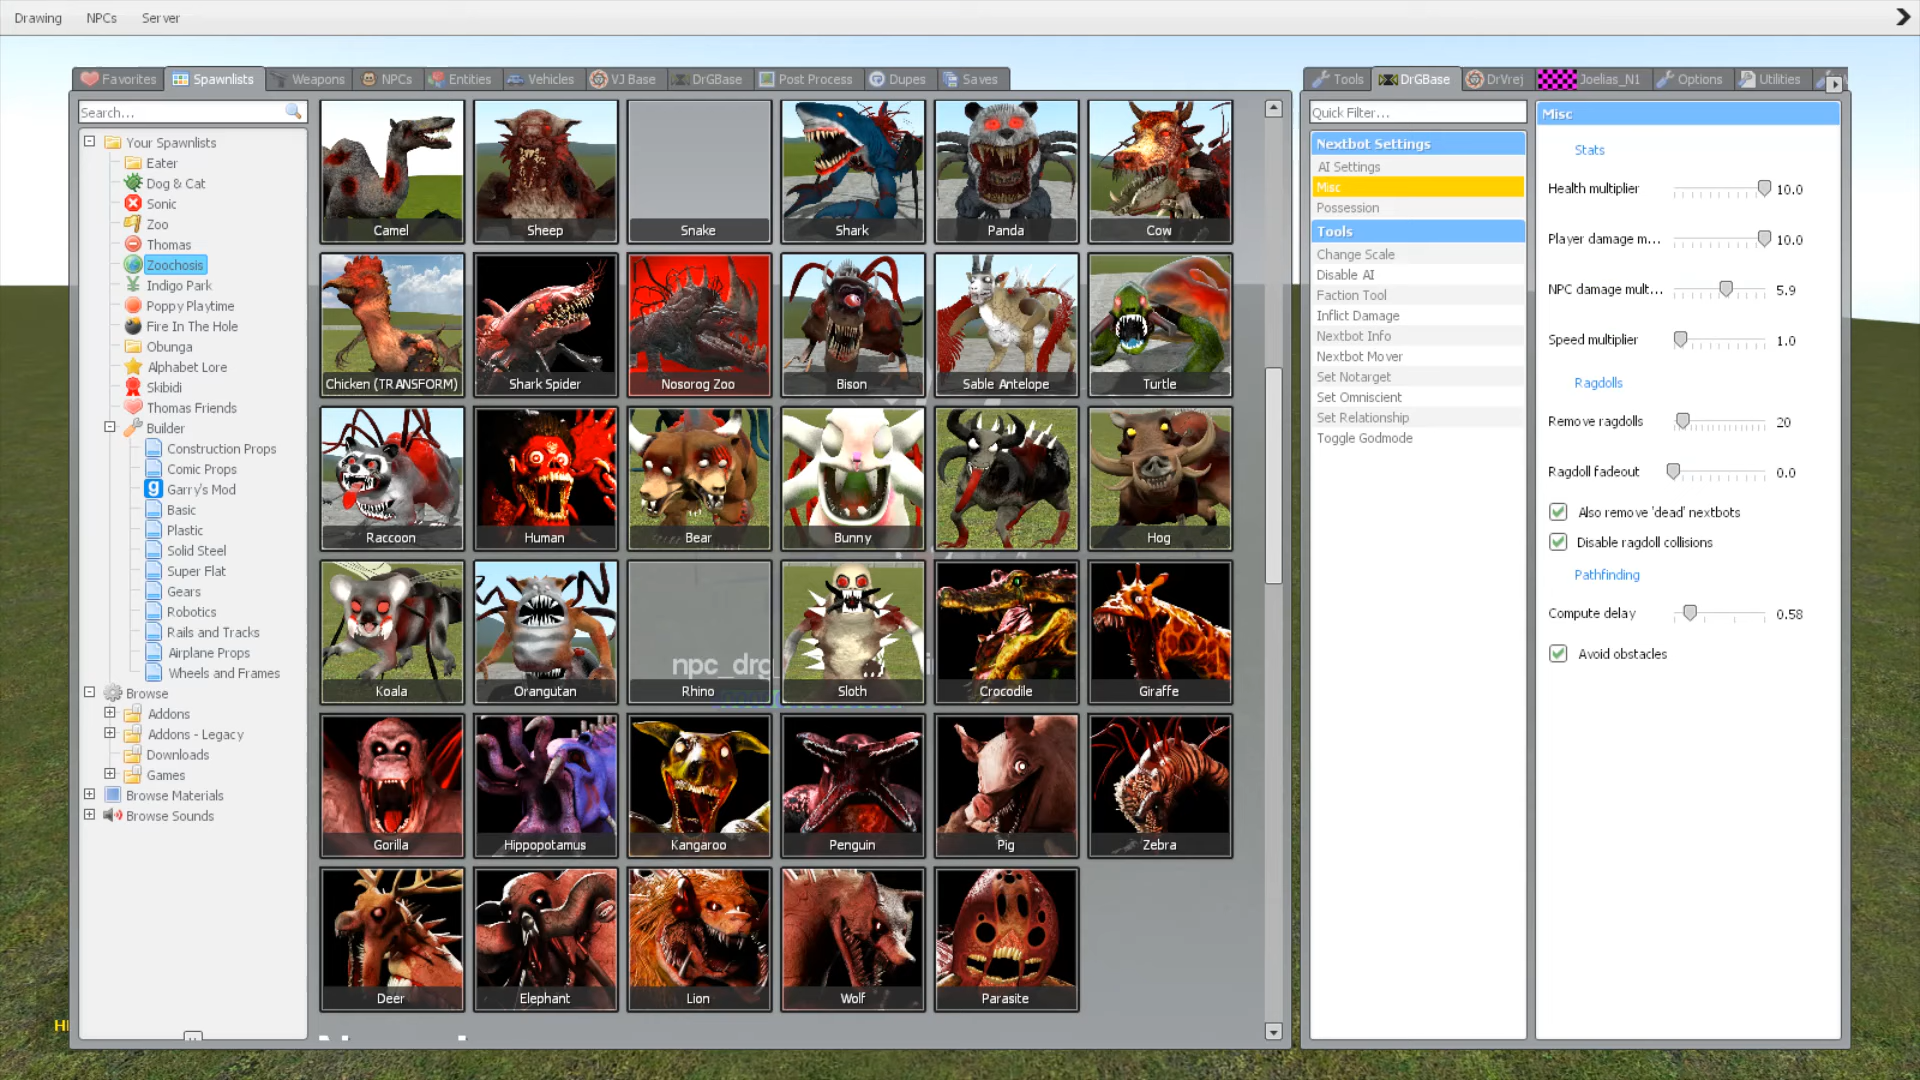 Drawing NPCs Server
Favorites Spawnlists Weapons NPCs Entities Vehicles VJ Base DrGBase Post Process Dupes Saves
Search...
Your Spawnlists
Eater
Dog & Cat
Sonic
Zoo
Thomas
Zoochosis
Indigo Park
Poppy Playtime
Fire In The Hole
Obunga
Alphabet Lore
Skibidi
Thomas Friends
Builder
Construction Props
Comic Props
Garry's Mod
Basic
Plastic
Solid Steel
Super Flat
Gears
Robotics
Rails and Tracks
Airplane Props
Wheels and Frames
Browse
Addons
Addons - Legacy
Downloads
Games
Browse Materials
Browse Sounds
Camel Sheep Snake Shark Panda Cow
Chicken (TRANSFORM) Shark Spider Nosorog Zoo Bison Sable Antelope Turtle
Raccoon Human Bear Bunny Hog
npc_drg
Koala Orangutan Rhino Sloth Crocodile Giraffe
Gorilla Hippopotamus Kangaroo Penguin Pig Zebra
Deer Elephant Lion Wolf Parasite
Tools DrGBase DrVrej Joelias_N1 Options Utilities
Quick Filter...
Nextbot Settings
AI Settings
Misc
Possession
Tools
Change Scale
Disable AI
Faction Tool
Inflict Damage
Nextbot Info
Nextbot Mover
Set Notarget
Set Omniscient
Set Relationship
Toggle Godmode
Misc
Stats
Health multiplier 10.0
Player damage m... 10.0
NPC damage mult... 5.9
Speed multiplier 1.0
Ragdolls
Remove ragdolls 20
Ragdoll fadeout 0.0
Also remove 'dead' nextbots
Disable ragdoll collisions
Pathfinding
Compute delay 0.58
Avoid obstacles